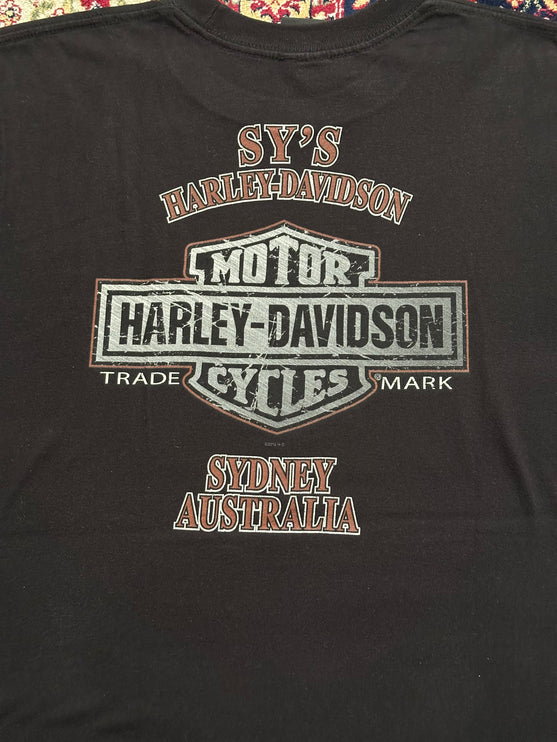 SY'S
HARLEY-DAVIDSON
MOTOR
HARLEY-DAVIDSON
TRADE MARK
CYCLES
SYDNEY
AUSTRALIA